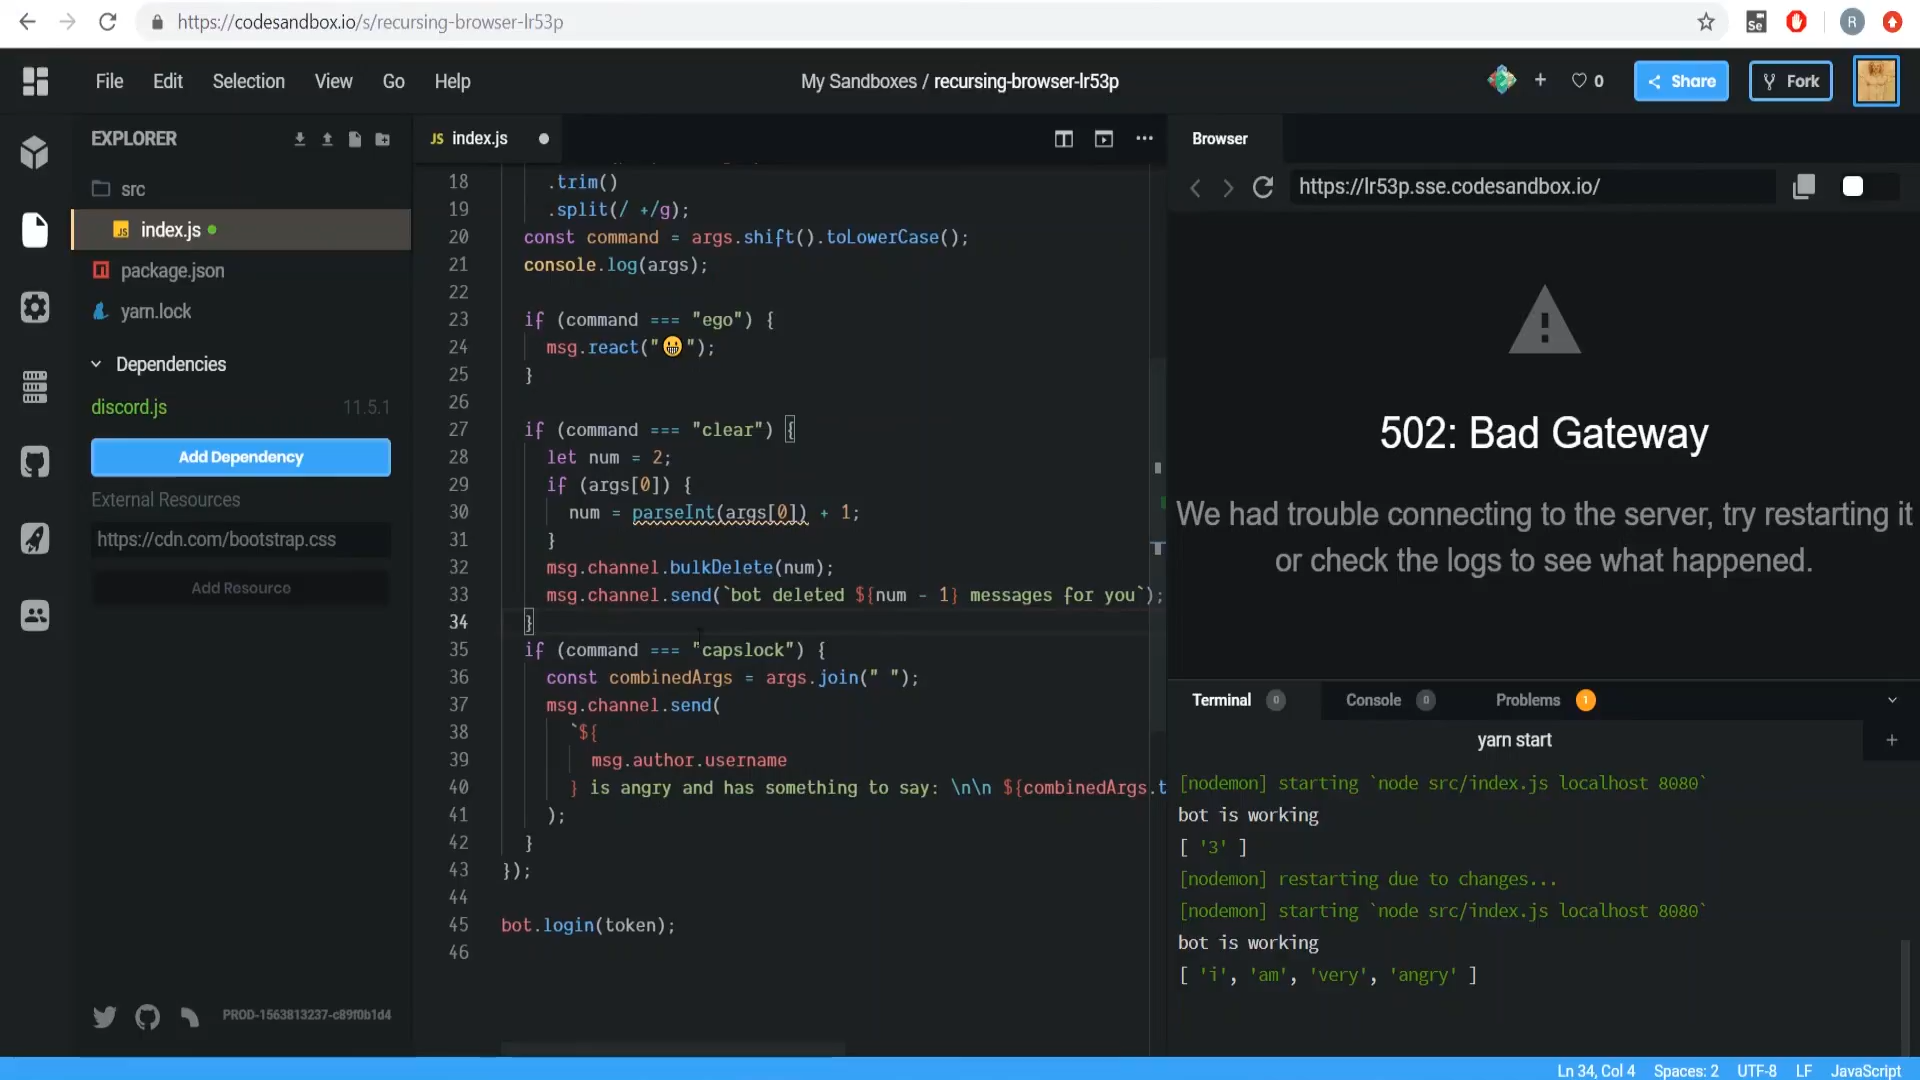 https://codesandbox.io/s/recursing-browser-lr53p
Se
R
File Edit Selection View Go Help
My Sandboxes / recursing-browser-lr53p
+ 0 Share Fork
EXPLORER
src
JS index.js
package.json
yarn.lock
Dependencies
discord.js 11.5.1
Add Dependency
External Resources
https://cdn.com/bootstrap.css
Add Resource
PROD-1563813237-c89f0b1d4
JS index.js
18 .trim()
19 .split(/ +/g);
20 const command = args.shift().toLowerCase();
21 console.log(args);
22
23 if (command === "ego") {
24 msg.react("😀");
25 }
26
27 if (command === "clear") {
28 let num = 2;
29 if (args[0]) {
30 num = parseInt(args[0]) + 1;
31 }
32 msg.channel.bulkDelete(num);
33 msg.channel.send(`bot deleted ${num - 1} messages for you`);
34 }
35 if (command === "capslock") {
36 const combinedArgs = args.join(" ");
37 msg.channel.send(
38 `${
39 msg.author.username
40 } is angry and has something to say: \n\n ${combinedArgs.t
41 );
42 }
43 });
44
45 bot.login(token);
46
Browser
https://lr53p.sse.codesandbox.io/
502: Bad Gateway
We had trouble connecting to the server, try restarting it
or check the logs to see what happened.
Terminal 0 Console 0 Problems 1
yarn start
+
[nodemon] starting `node src/index.js localhost 8080`
bot is working
[ '3' ]
[nodemon] restarting due to changes...
[nodemon] starting `node src/index.js localhost 8080`
bot is working
[ 'i', 'am', 'very', 'angry' ]
Ln 34, Col 4 Spaces: 2 UTF-8 LF JavaScript